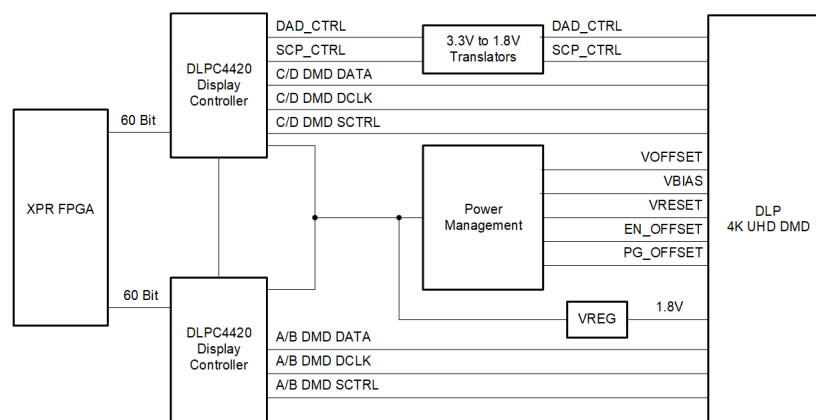 DAD_CTRL
DAD_CTRL
3.3V to 1.8V
Translators
SCP_CTRL
SCP_CTRL
DLPC4420
Display
Controller
C/D DMD DATA
C/D DMD DCLK
C/D DMD SCTRL
60 Bit
XPR FPGA
Power
Management
VOFFSET
VBIAS
VRESET
EN_OFFSET
PG_OFFSET
DLP
4K UHD DMD
60 Bit
VREG
1.8V
DLPC4420
Display
Controller
A/B DMD DATA
A/B DMD DCLK
A/B DMD SCTRL